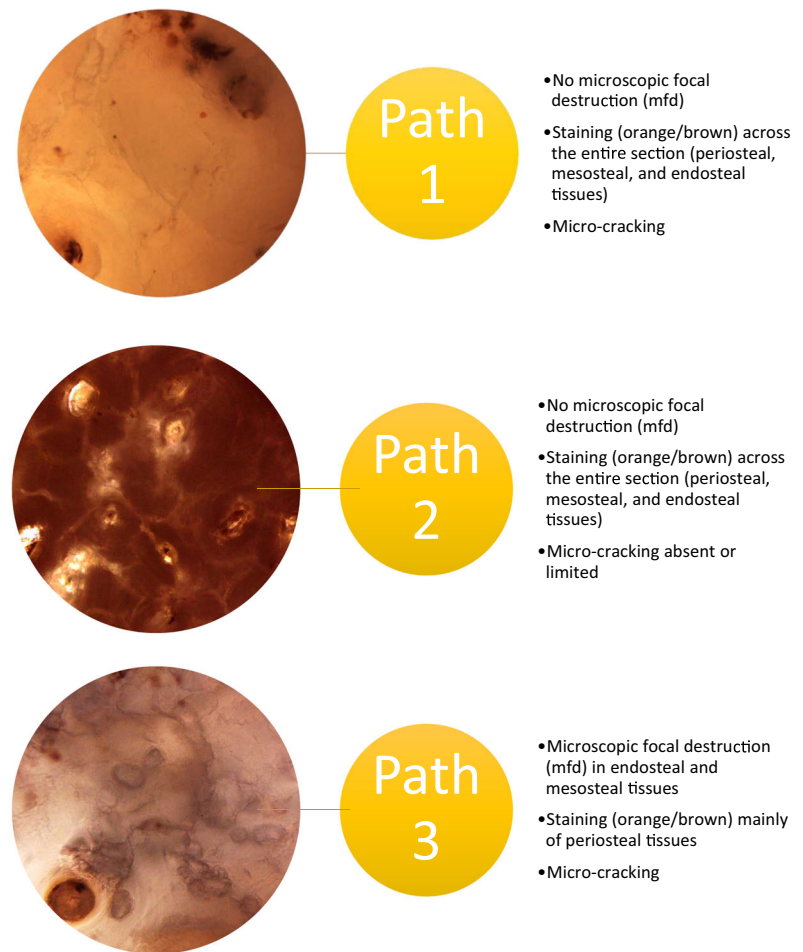 Path
1
•No microscopic focal
destruction (mfd)
•Staining (orange/brown) across
the entire section (periosteal,
mesosteal, and endosteal
tissues)
•Micro-cracking
Path
2
•No microscopic focal
destruction (mfd)
•Staining (orange/brown) across
the entire section (periosteal,
mesosteal, and endosteal
tissues)
•Micro-cracking absent or
limited
Path
3
•Microscopic focal destruction
(mfd) in endosteal and
mesosteal tissues
•Staining (orange/brown) mainly
of periosteal tissues
•Micro-cracking